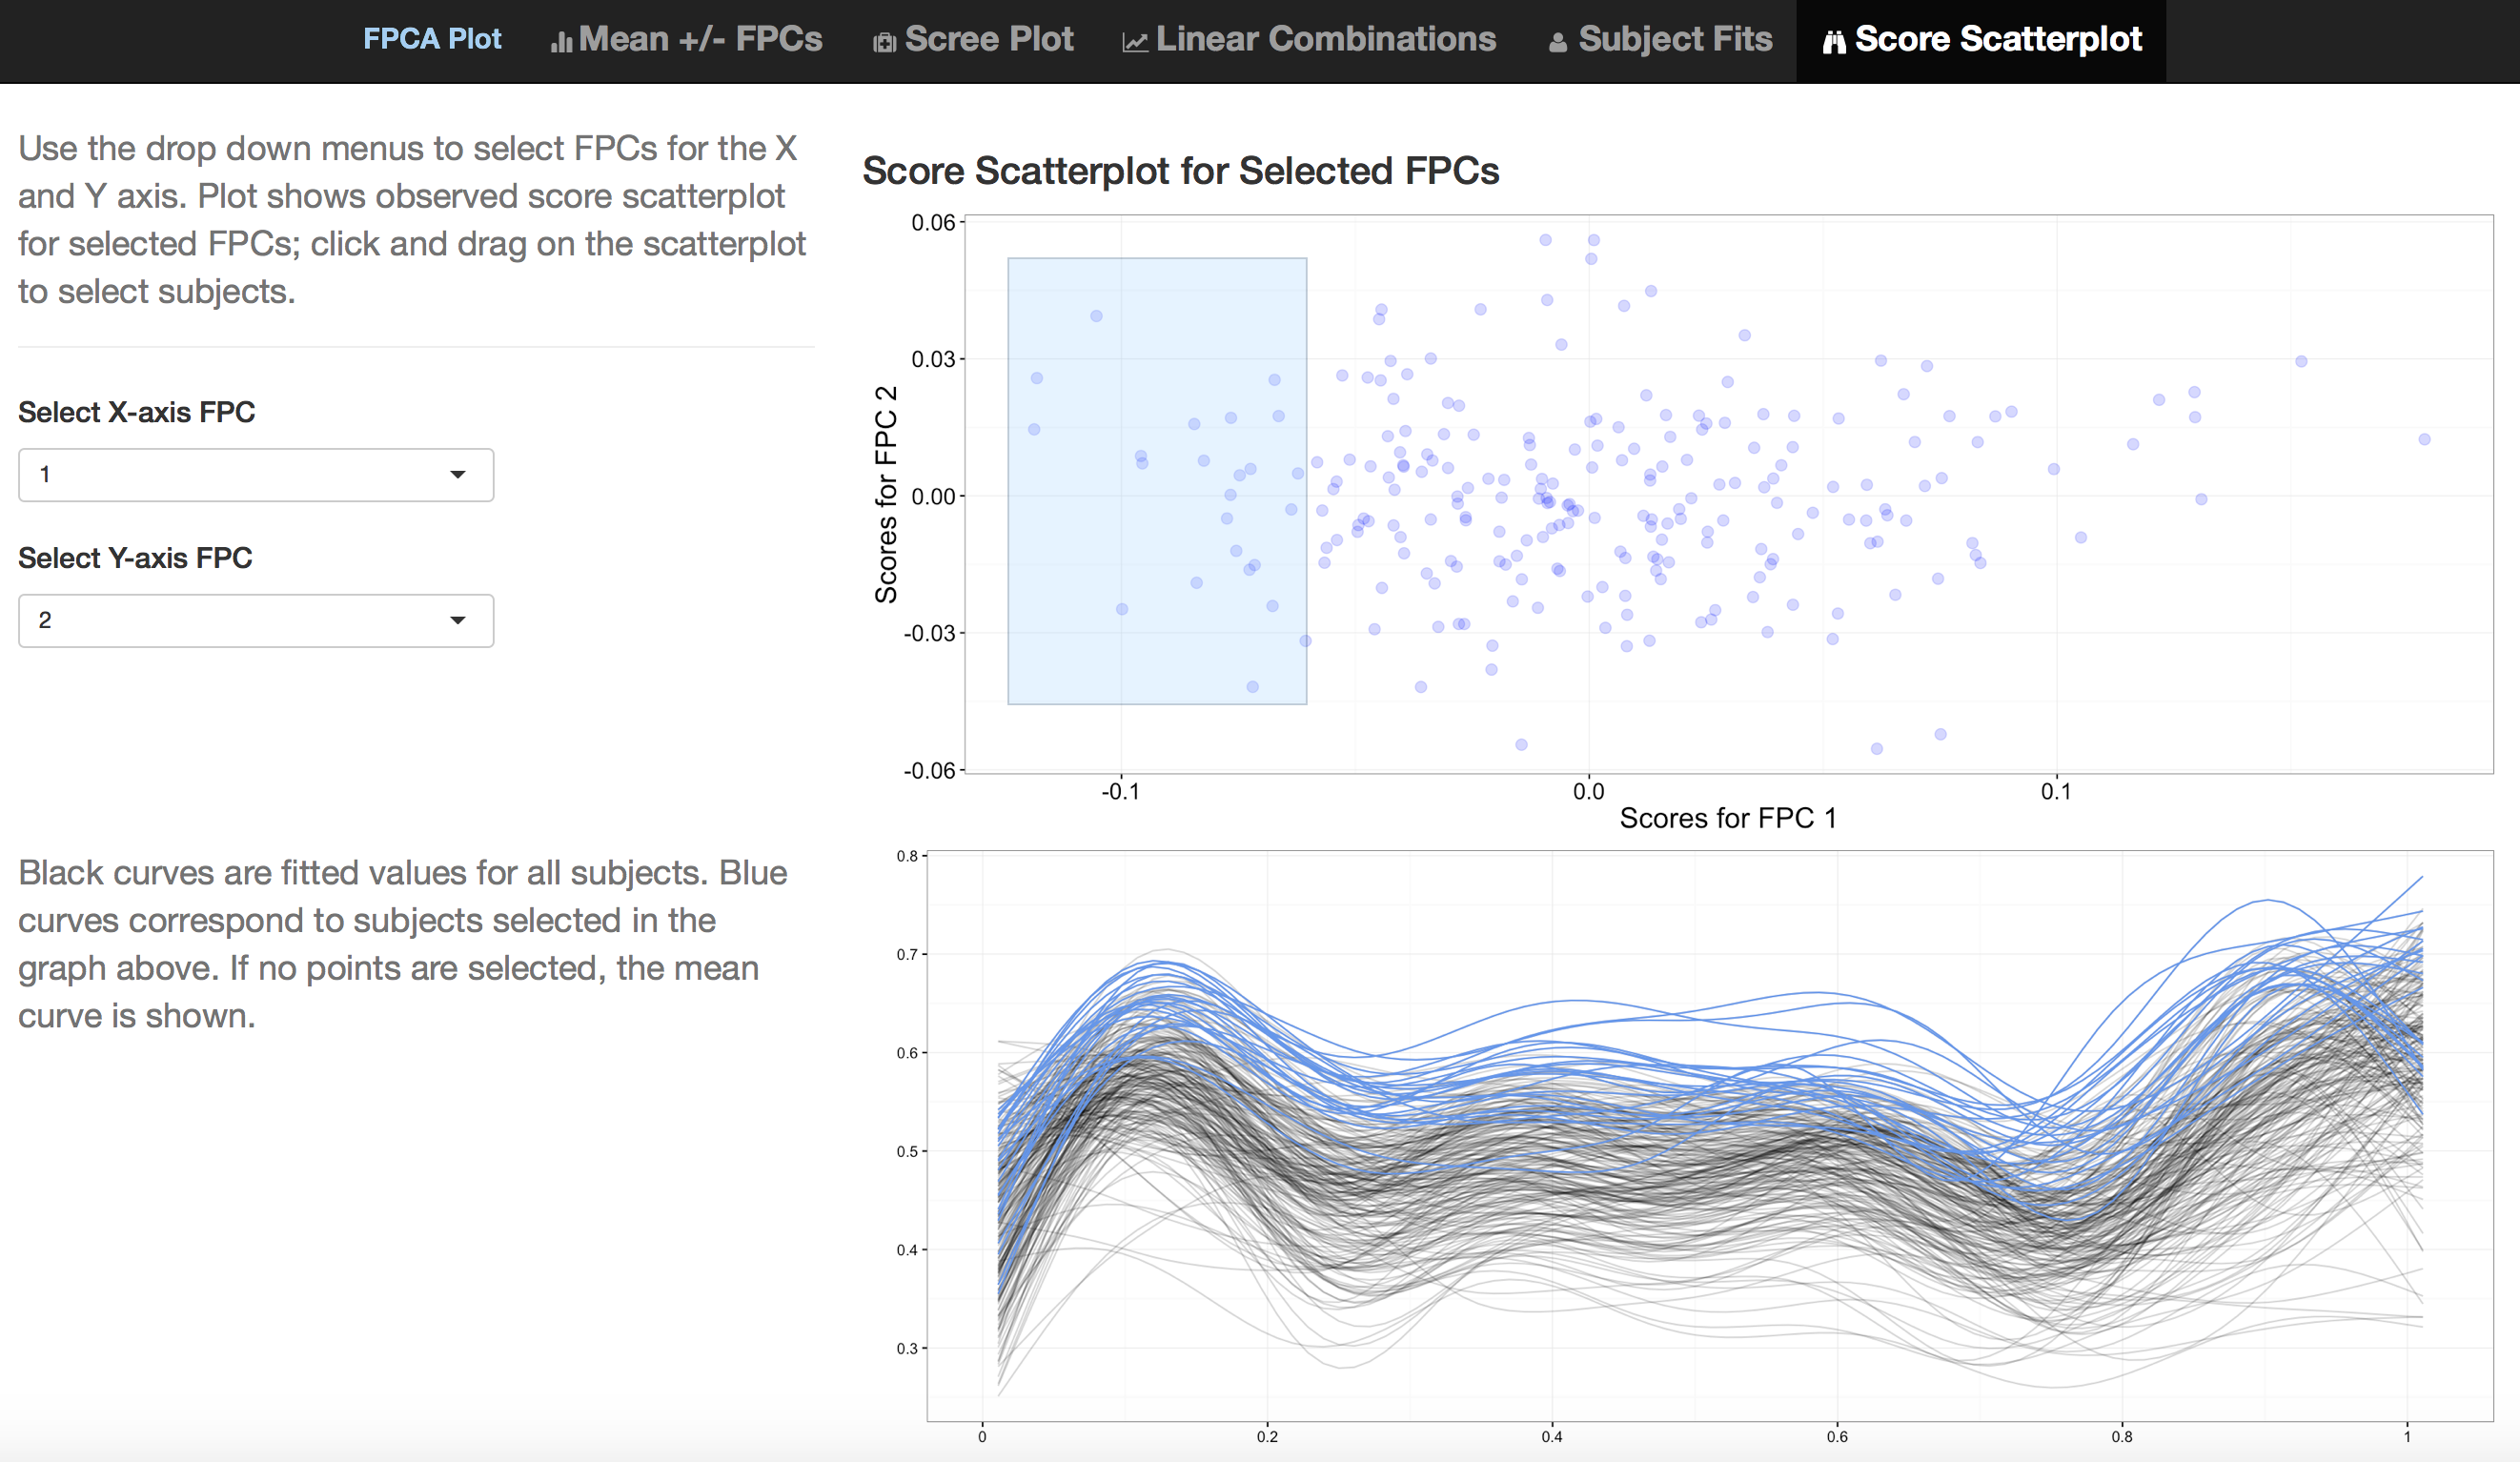 FPCA Plot Mean +/- FPCs Scree Plot Linear Combinations Subject Fits Score Scatterplot
Use the drop down menus to select FPCs for the X
and Y axis. Plot shows observed score scatterplot
for selected FPCs; click and drag on the scatterplot
to select subjects.
Select X-axis FPC
1
Select Y-axis FPC
2
Score Scatterplot for Selected FPCs
Scores for FPC 2
0.06
0.03
0.00
-0.03
-0.06
-0.1 0.0 0.1
Scores for FPC 1
Black curves are fitted values for all subjects. Blue
curves correspond to subjects selected in the
graph above. If no points are selected, the mean
curve is shown.
0.8
0.7
0.6
0.5
0.4
0.3
0 0.2 0.4 0.6 0.8 1